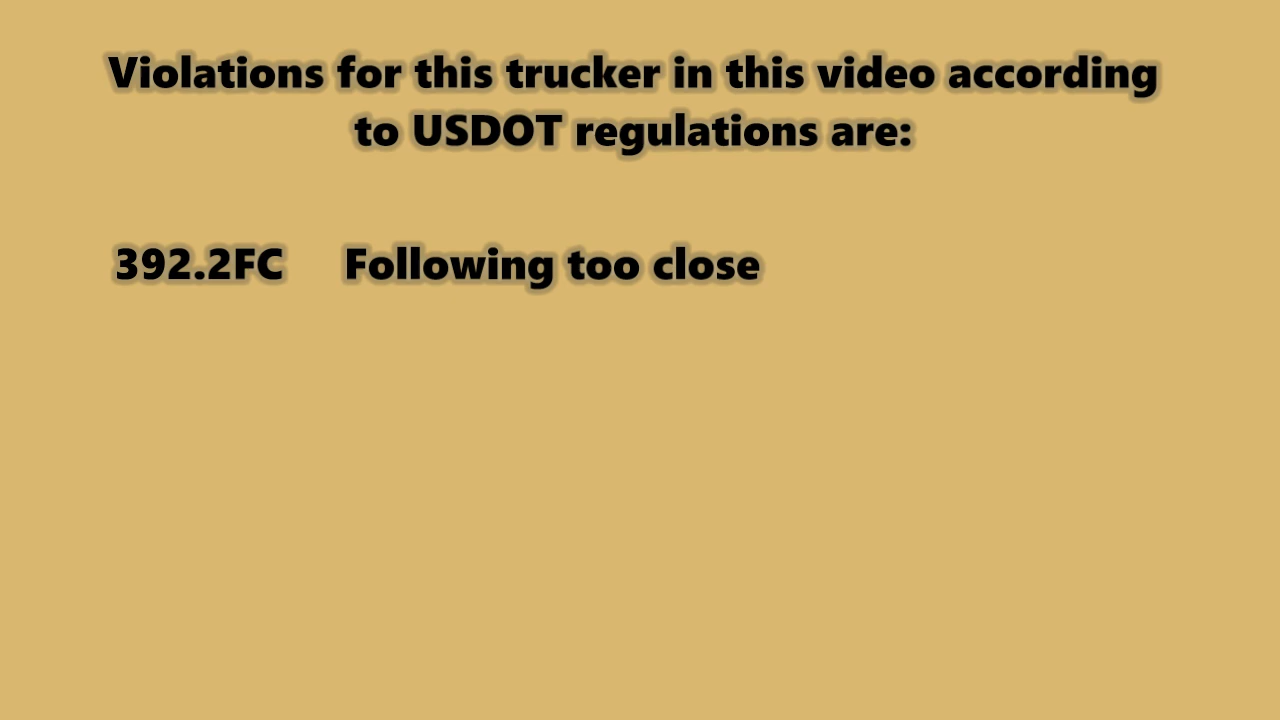 Violations for this trucker in this video according
to USDOT regulations are:
392.2FC Following too close